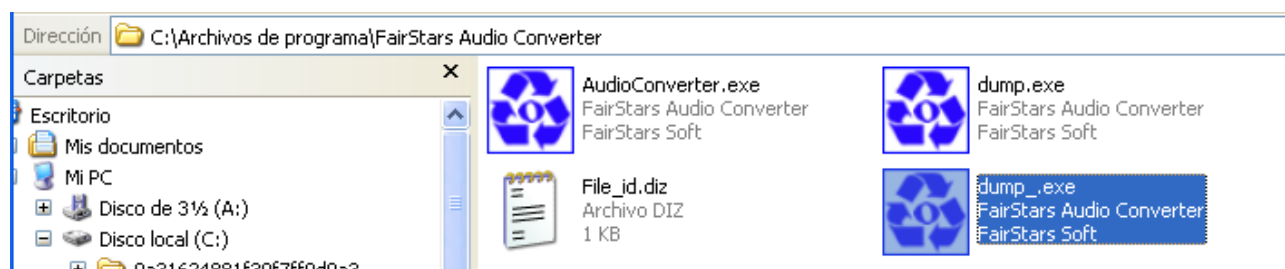 Dirección C:\Archivos de programa\FairStars Audio Converter
Carpetas
Escritorio
Mis documentos
Mi PC
Disco de 3½ (A:)
Disco local (C:)
AudioConverter.exe
FairStars Audio Converter
FairStars Soft
dump.exe
FairStars Audio Converter
FairStars Soft
File_id.diz
Archivo DIZ
1 KB
dump_.exe
FairStars Audio Converter
FairStars Soft